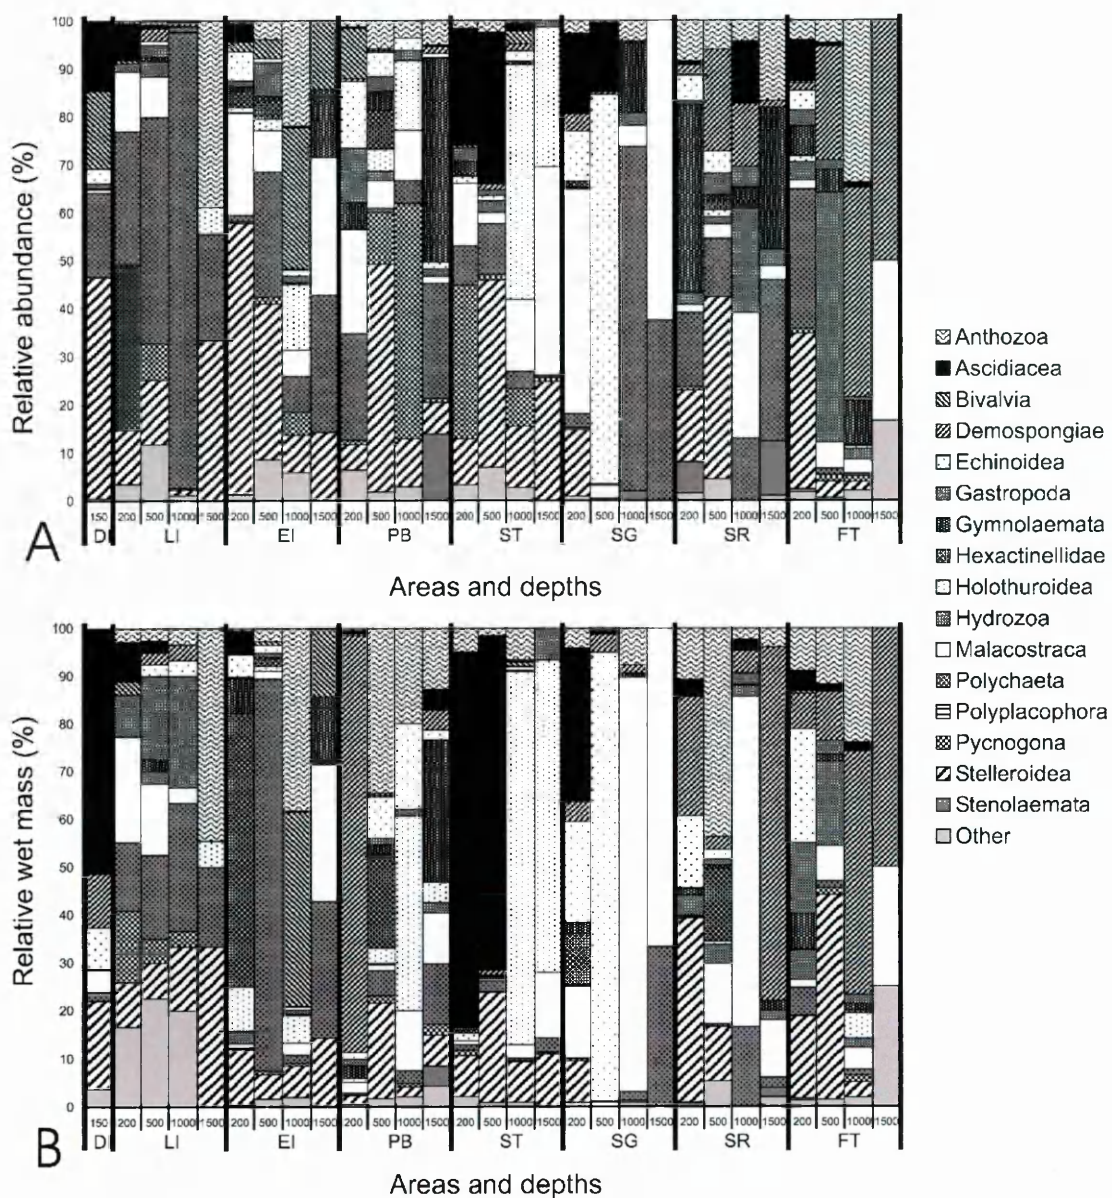 Relative abundance (%)
100
90
80
70
60
50
40
30
20
10
0
150 200 500 1000 1500 200 500 1000 1500 200 500 1000 1500 200 500 1000 1500 200 500 1000 1500 200 500 1000 1500 200 500 1000 1500
A
DI LI EI PB ST SG SR FT
Areas and depths
Anthozoa
Ascidiacea
Bivalvia
Demospongiae
Echinoidea
Gastropoda
Gymnolaemata
Hexactinellidae
Holothuroidea
Hydrozoa
Malacostraca
Polychaeta
Polyplacophora
Pycnogona
Stelleroidea
Stenolaemata
Other
Relative wet mass (%)
100
90
80
70
60
50
40
30
20
10
0
150 200 500 1000 1500 200 500 1000 1500 200 500 1000 1500 200 500 1000 1500 200 500 1000 1500 200 500 1000 1500 200 500 1000 1500
B
DI LI EI PB ST SG SR FT
Areas and depths